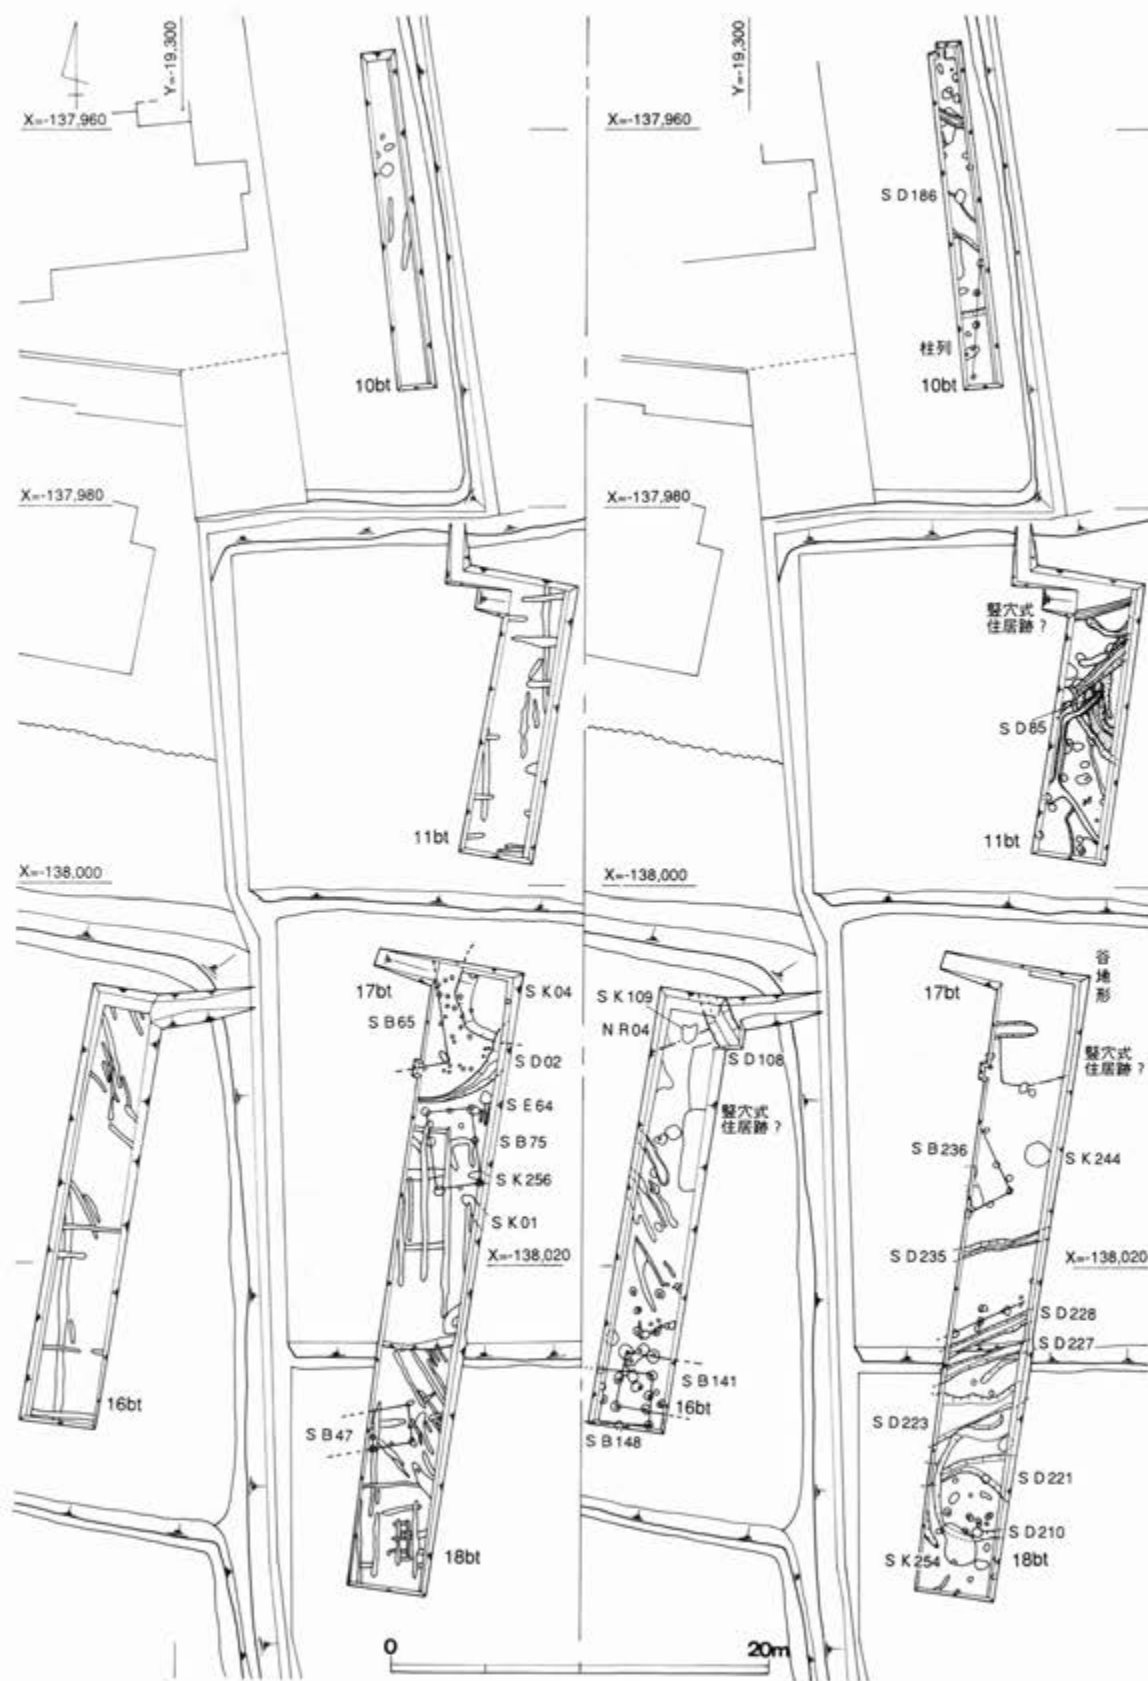 Y=-19,300
X=-137,960
10bt
X=-137,980
11bt
X=-138,000
17bt
SK04
SB65
SD02
SE64
SB75
SK256
SK01
X=-138,020
16bt
SB47
18bt
Y=-19,300
X=-137,960
SD186
柱列
10bt
X=-137,980
竪穴式
住居跡?
SD85
11bt
X=-138,000
谷
地
形
17bt
SK109
NR04
SD108
竪穴式
住居跡?
竪穴式
住居跡?
SB236
SK244
SD235
X=-138,020
SD228
SD227
SB141
16bt
SD223
SB148
SD221
SD210
SK254
18bt
0
20m